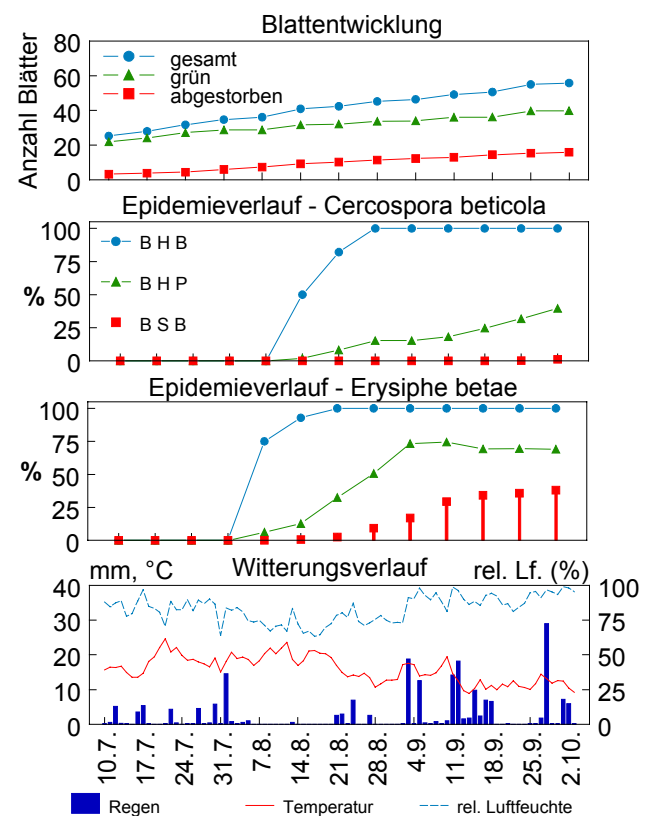 Blattentwicklung
Anzahl Blätter
80
60
40
20
0
gesamt
grün
abgestorben
Epidemieverlauf - Cercospora beticola
%
100
75
50
25
0
B H B
B H P
B S B
Epidemieverlauf - Erysiphe betae
%
100
75
50
25
0
mm, °C Witterungsverlauf rel. Lf. (%)
40 100
30 75
20 50
10 25
0 0
10.7. 17.7. 24.7. 31.7. 7.8. 14.8. 21.8. 28.8. 4.9. 11.9. 18.9. 25.9. 2.10.
Regen Temperatur rel. Luftfeuchte